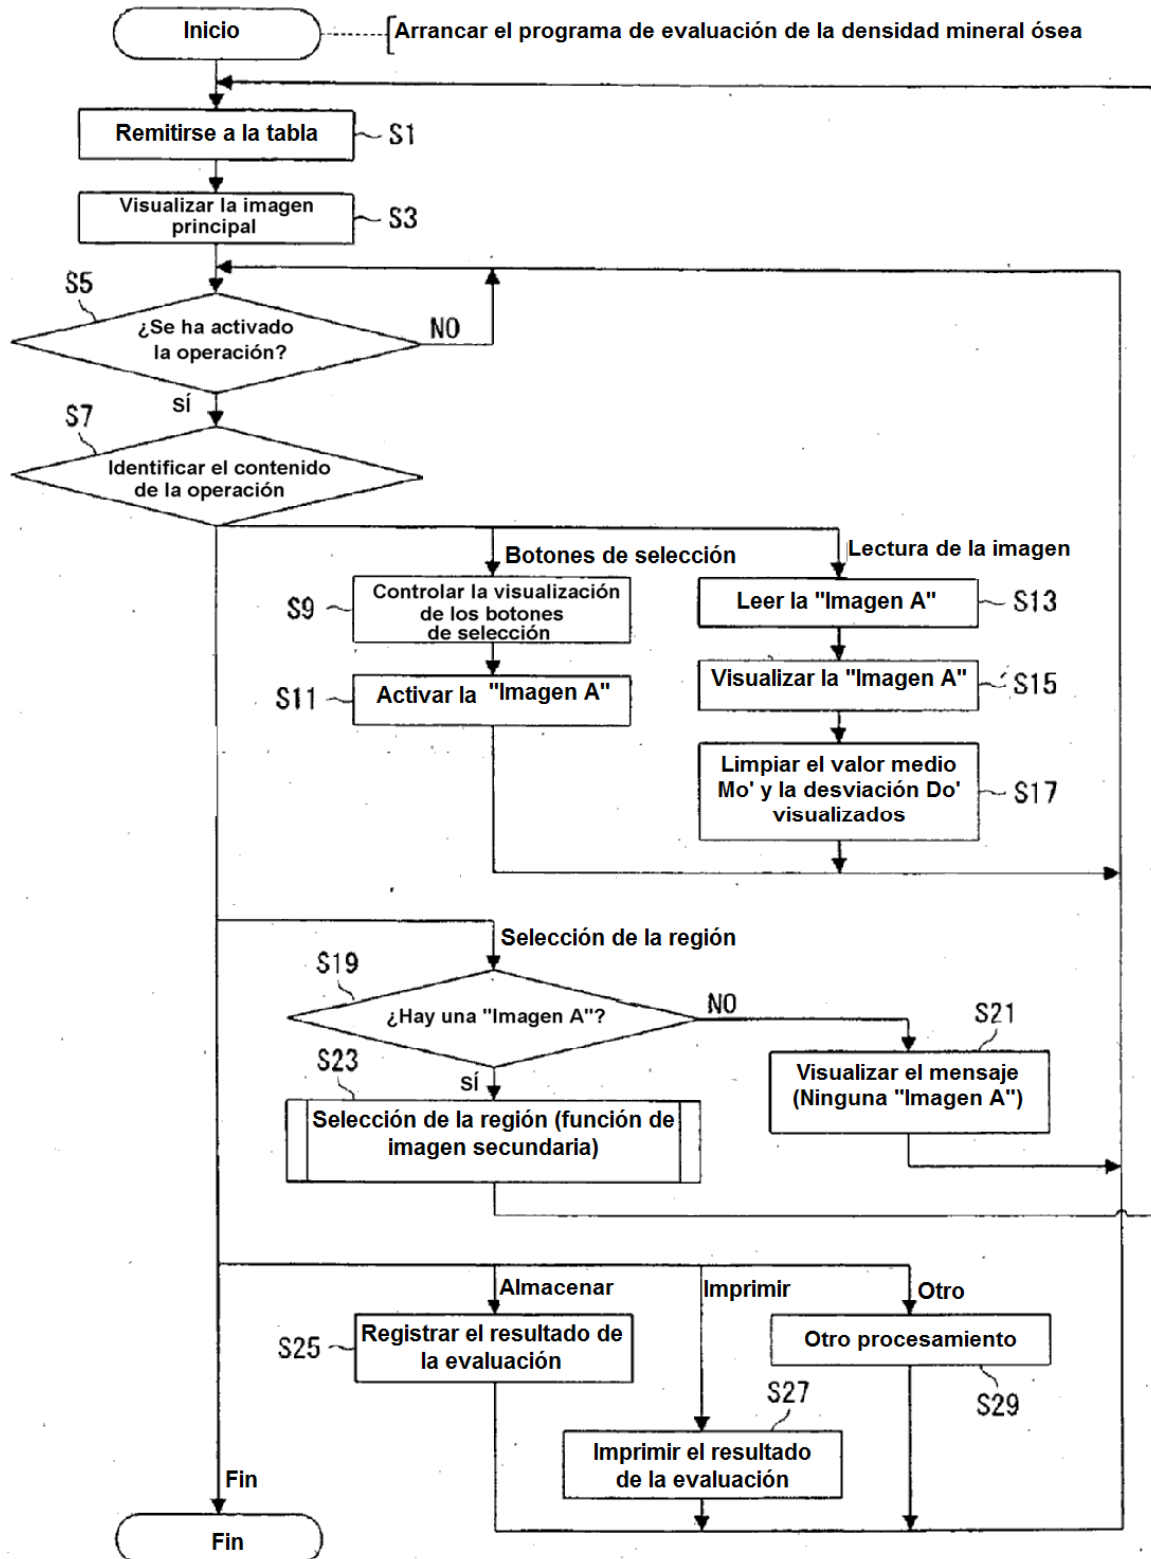 Inicio
Arrancar el programa de evaluación de la densidad mineral ósea
Remitirse a la tabla
S1
Visualizar la imagen
principal
S3
S5
¿Se ha activado
la operación?
NO
SÍ
S7
Identificar el contenido
de la operación
Botones de selección
Lectura de la imagen
S9
Controlar la visualización
de los botones
de selección
Leer la "Imagen A"
S13
S11
Activar la "Imagen A"
Visualizar la "Imagen A"
S15
Limpiar el valor medio
Mo' y la desviación Do'
visualizados
S17
Selección de la región
S19
¿Hay una "Imagen A"?
NO
S21
Visualizar el mensaje
(Ninguna "Imagen A")
SÍ
S23
Selección de la región (función de
imagen secundaria)
Almacenar
Imprimir
Otro
S25
Registrar el resultado de
la evaluación
Otro procesamiento
S29
S27
Imprimir el resultado
de la evaluación
Fin
Fin